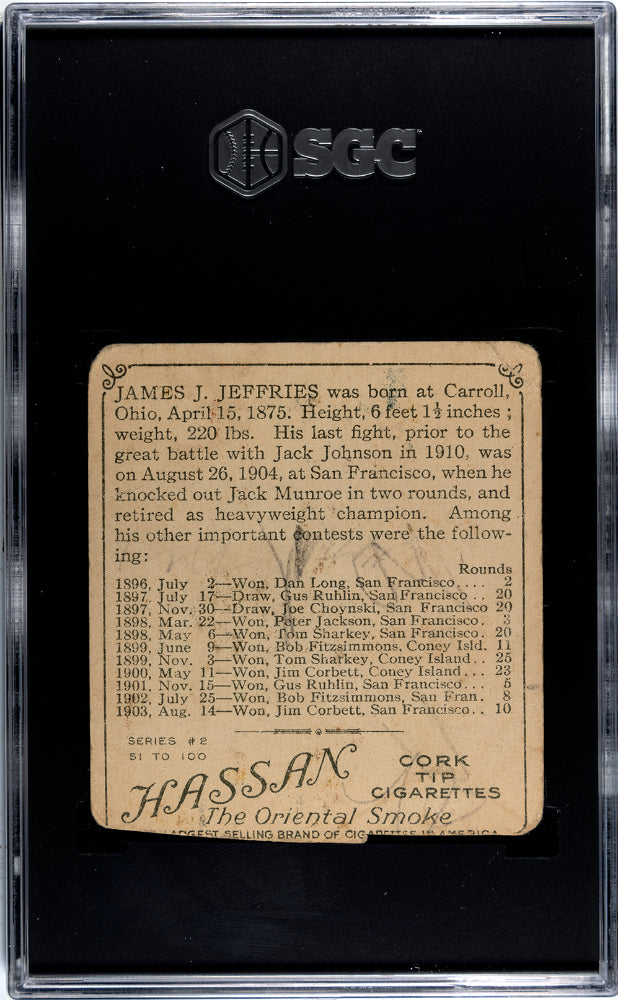 SGC
JAMES J. JEFFRIES was born at Carroll,
Ohio, April 15, 1875. Height, 6 feet 1½ inches;
weight, 220 lbs. His last fight, prior to the
great battle with Jack Johnson in 1910, was
on August 26, 1904, at San Francisco, when he
knocked out Jack Munroe in two rounds, and
retired as heavyweight champion. Among
his other important contests were the follow-
ing:
Rounds
1896, July 2—Won, Dan Long, San Francisco.... 2
1897, July 17—Draw, Gus Ruhlin, San Francisco .. 20
1897, Nov. 30—Draw, Joe Choynski, San Francisco 20
1898, Mar. 22—Won, Peter Jackson, San Francisco. 3
1898, May 6—Won, Tom Sharkey, San Francisco. 20
1899, June 9—Won, Bob Fitzsimmons, Coney Isld. 11
1899, Nov. 3—Won, Tom Sharkey, Coney Island.. 25
1900, May 11—Won, Jim Corbett, Coney Island... 23
1901, Nov. 15—Won, Gus Ruhlin, San Francisco.... 5
1902, July 25—Won, Bob Fitzsimmons, San Fran. 8
1903, Aug. 14—Won, Jim Corbett, San Francisco.. 10
SERIES #2
51 TO 100
HASSAN
CORK
TIP
CIGARETTES
The Oriental Smoke
LARGEST SELLING BRAND OF CIGARETTES IN AMERICA